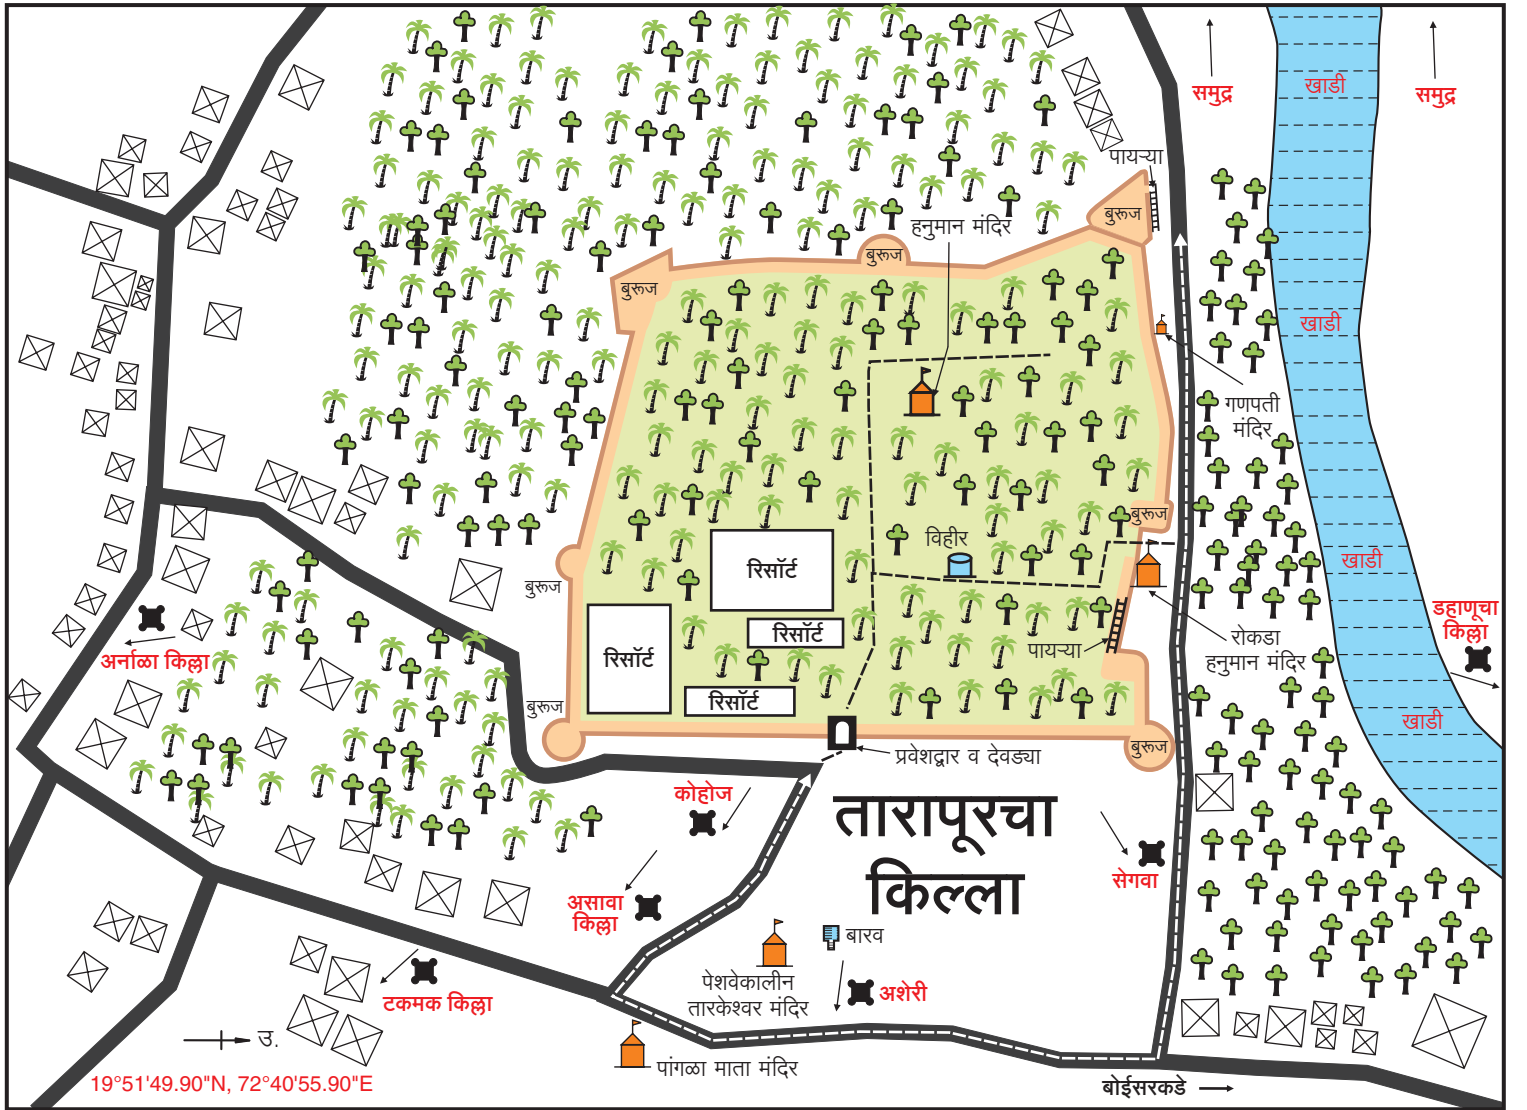 समुद्र
खाडी
समुद्र
पायऱ्या
बुरूज
हनुमान मंदिर
बुरूज
बुरूज
खाडी
गणपती
मंदिर
बुरूज
विहीर
खाडी
रिसॉर्ट
बुरूज
डहाणूचा
किल्ला
रोकडा
हनुमान मंदिर
पायऱ्या
रिसॉर्ट
रिसॉर्ट
अर्नाळा किल्ला
रिसॉर्ट
बुरूज
खाडी
बुरूज
प्रवेशद्वार व देवड्या
कोहोज
तारापूरचा
किल्ला
सेगवा
असावा
किल्ला
बारव
पेशवेकालीन
तारकेश्वर मंदिर
अशेरी
टकमक किल्ला
उ.
पांगळा माता मंदिर
19°51'49.90"N, 72°40'55.90"E
बोईसरकडे